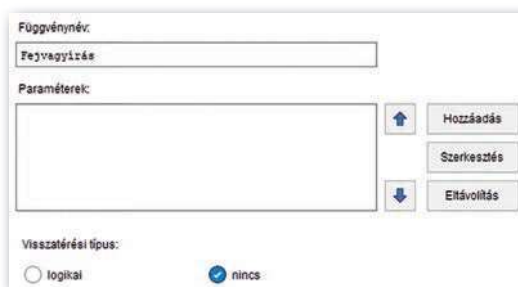 Függvénynév:
Fejvagyírás
Paraméterek:
Hozzáadás
Szerkesztés
Eltávolítás
Visszatérési típus:
logikai nincs